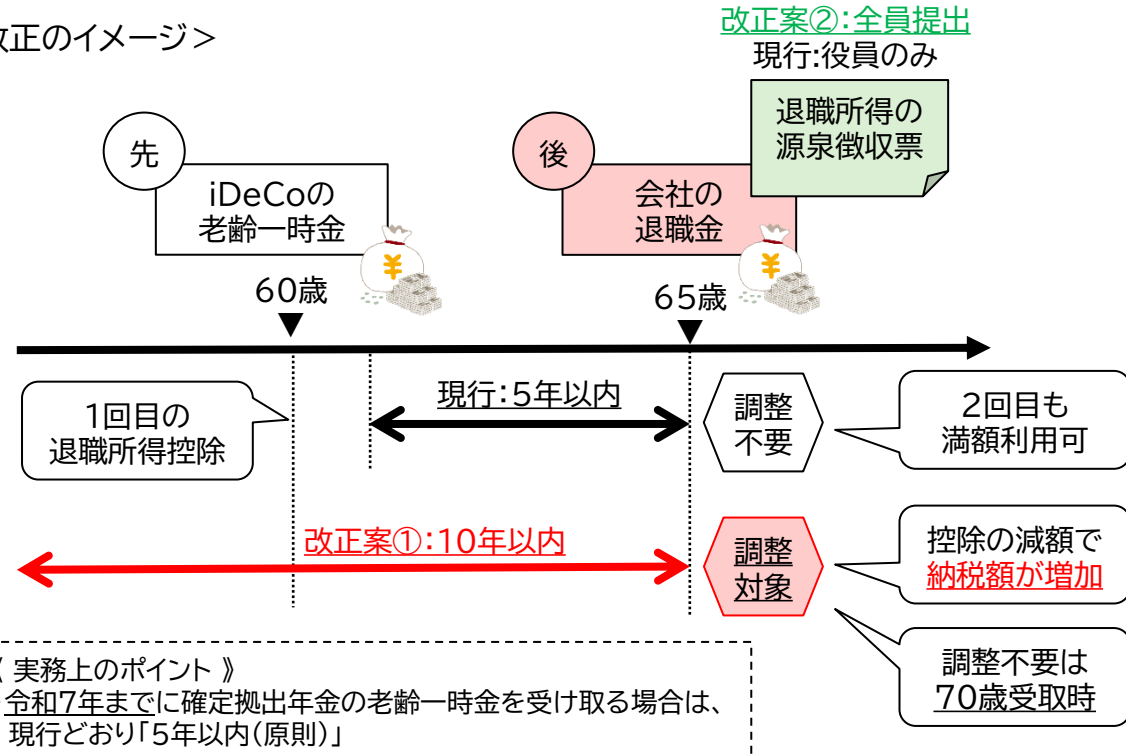 改正のイメージ＞
改正案②：全員提出
現行：役員のみ
退職所得の
源泉徴収票
先
iDeCoの
老齢一時金
¥
後
会社の
退職金
¥
60歳
65歳
1回目の
退職所得控除
現行：5年以内
調整
不要
2回目も
満額利用可
改正案①：10年以内
調整
対象
控除の減額で
納税額が増加
調整不要は
70歳受取時
《 実務上のポイント 》
令和7年までに確定拠出年金の老齢一時金を受け取る場合は、
現行どおり「5年以内（原則）」